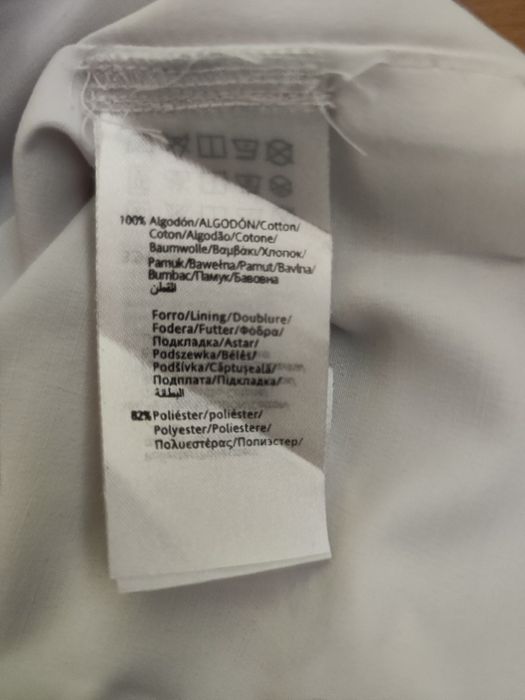 100% Algodón/ALGODÓN/Cotton/
Coton/Algodão/Cotone/
Baumwolle/Βαμβάκι/Хлопок/
Pamuk/Bawełna/Pamut/Bavlna/
Bumbac/Памук/Бавовна
القطن
Forro/Lining/Doublure/
Fodera/Futter/Φόδρα/
Подкладка/Astar/
Podszewka/Bélés/
Podšívka/Căptuşeală/
Подплата/Підкладка/
البطانة
82% Poliéster/poliéster/
Polyester/Poliestere/
Πολυεστέρας/Полиэстер/